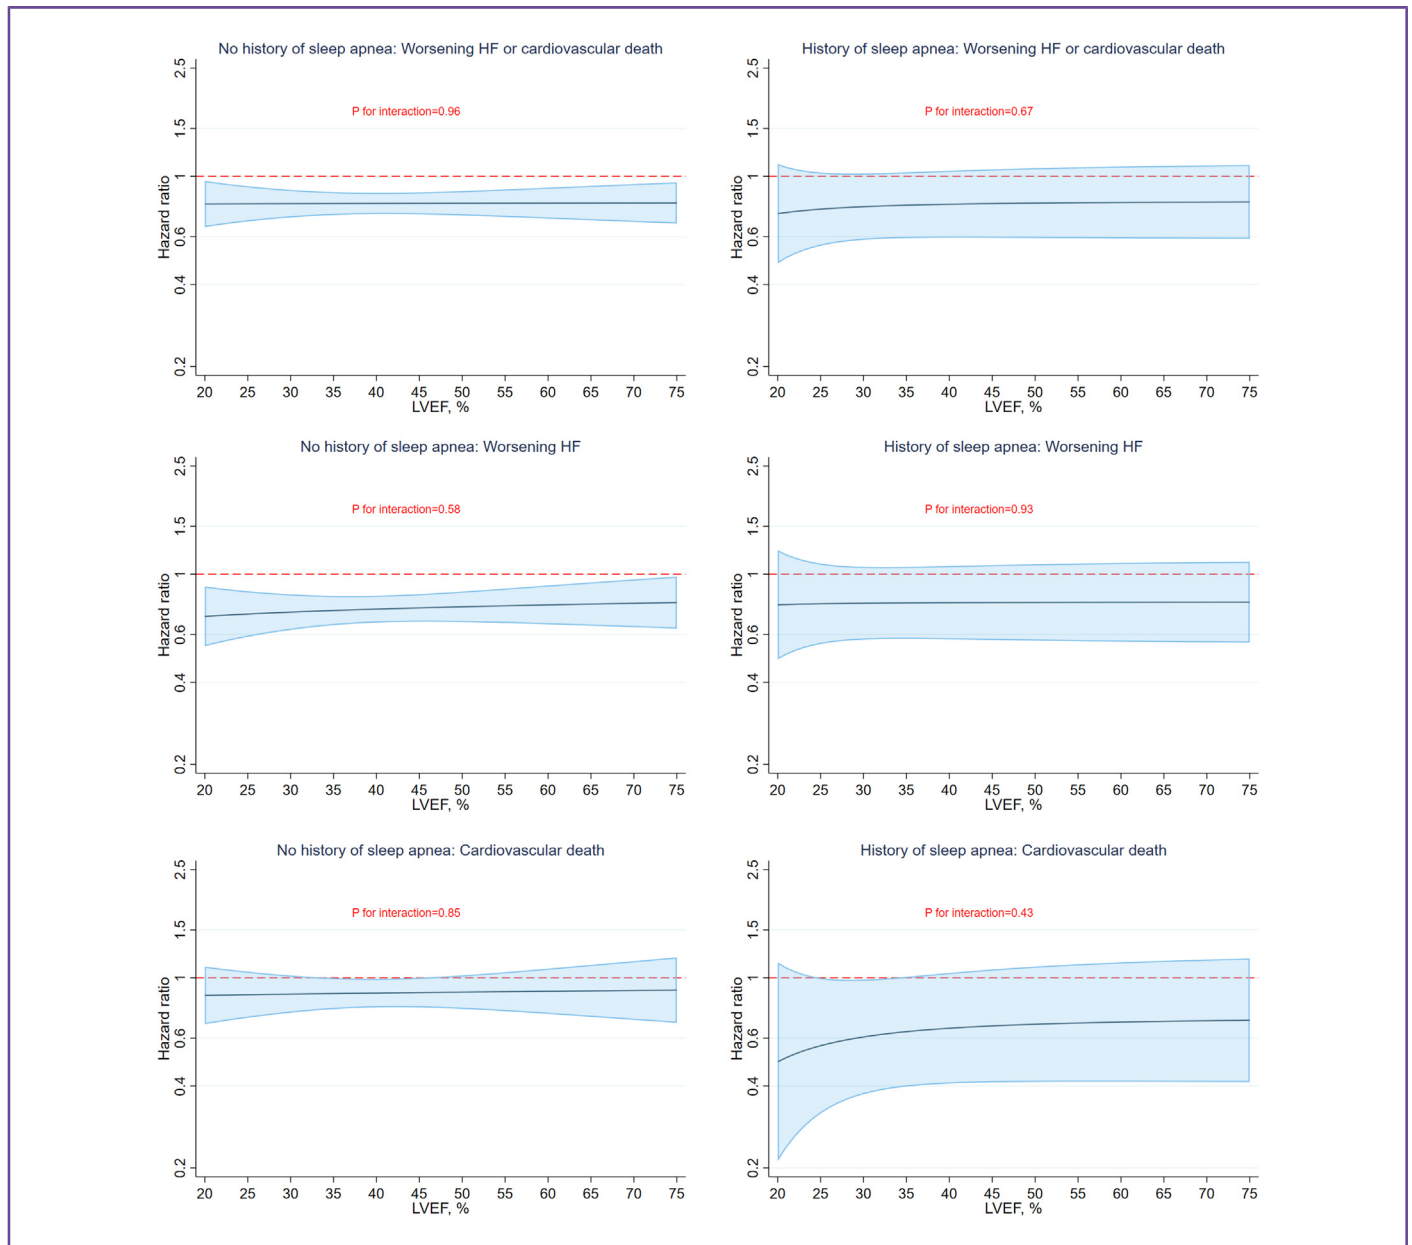 No history of sleep apnea: Worsening HF or cardiovascular death
P for interaction=0.96
Hazard ratio
2.5
1.5
1
0.6
0.4
0.2
20 25 30 35 40 45 50 55 60 65 70 75
LVEF, %
History of sleep apnea: Worsening HF or cardiovascular death
P for interaction=0.67
Hazard ratio
2.5
1.5
1
0.6
0.4
0.2
20 25 30 35 40 45 50 55 60 65 70 75
LVEF, %
No history of sleep apnea: Worsening HF
P for interaction=0.58
Hazard ratio
2.5
1.5
1
0.6
0.4
0.2
20 25 30 35 40 45 50 55 60 65 70 75
LVEF, %
History of sleep apnea: Worsening HF
P for interaction=0.93
Hazard ratio
2.5
1.5
1
0.6
0.4
0.2
20 25 30 35 40 45 50 55 60 65 70 75
LVEF, %
No history of sleep apnea: Cardiovascular death
P for interaction=0.85
Hazard ratio
2.5
1.5
1
0.6
0.4
0.2
20 25 30 35 40 45 50 55 60 65 70 75
LVEF, %
History of sleep apnea: Cardiovascular death
P for interaction=0.43
Hazard ratio
2.5
1.5
1
0.6
0.4
0.2
20 25 30 35 40 45 50 55 60 65 70 75
LVEF, %